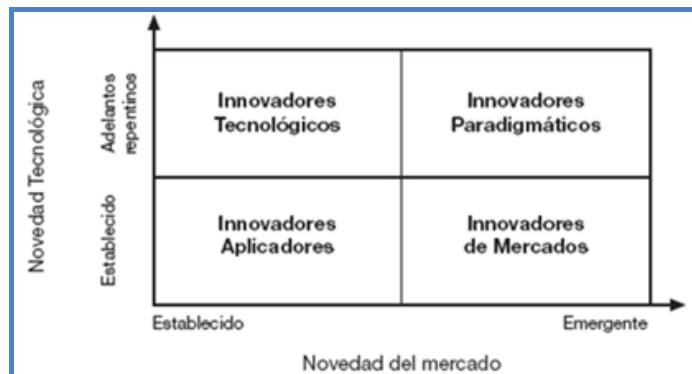 Novedad Tecnológica
Adelantos
repentinos
Establecido
Innovadores
Tecnológicos
Innovadores
Paradigmáticos
Innovadores
Aplicadores
Innovadores
de Mercados
Establecido
Emergente
Novedad del mercado